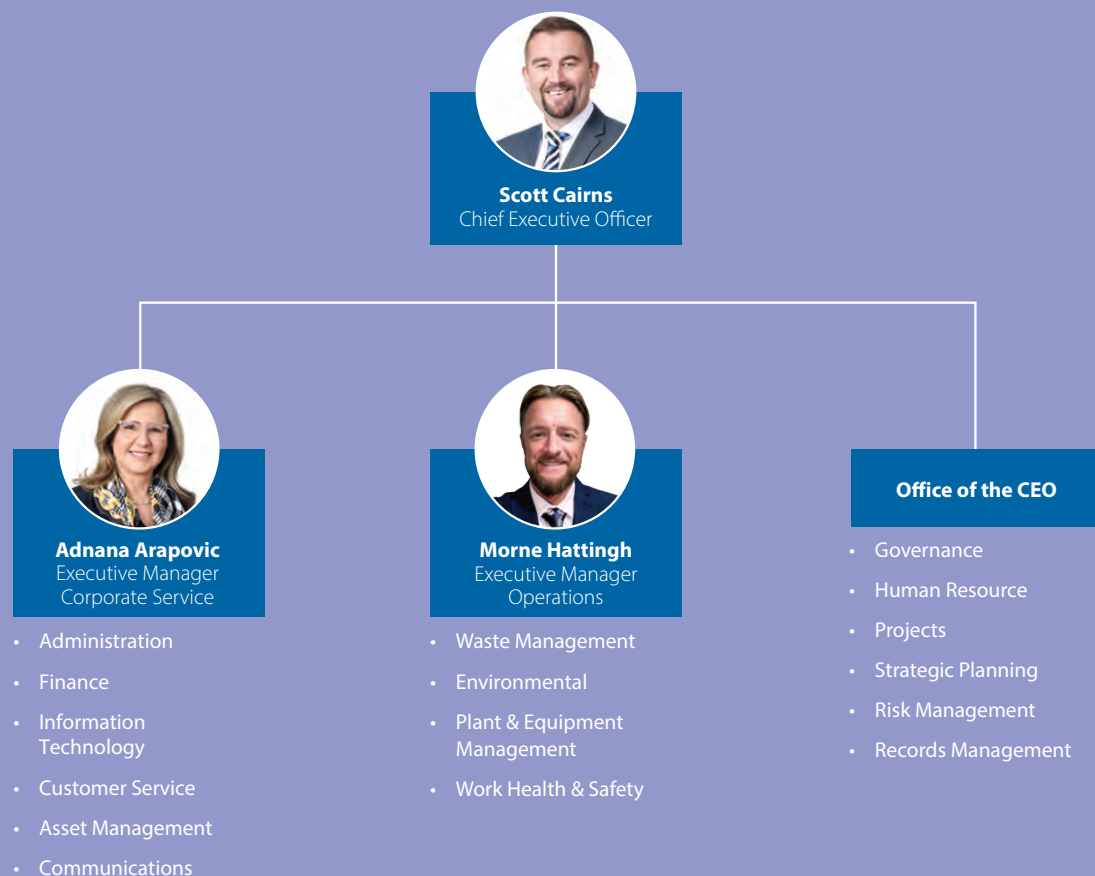 Scott Cairns
Chief Executive Officer
Adnana Arapovic
Executive Manager
Corporate Service
• Administration
• Finance
• Information
Technology
• Customer Service
• Asset Management
• Communications
Morne Hattingh
Executive Manager
Operations
• Waste Management
• Environmental
• Plant & Equipment
Management
• Work Health & Safety
Office of the CEO
• Governance
• Human Resource
• Projects
• Strategic Planning
• Risk Management
• Records Management